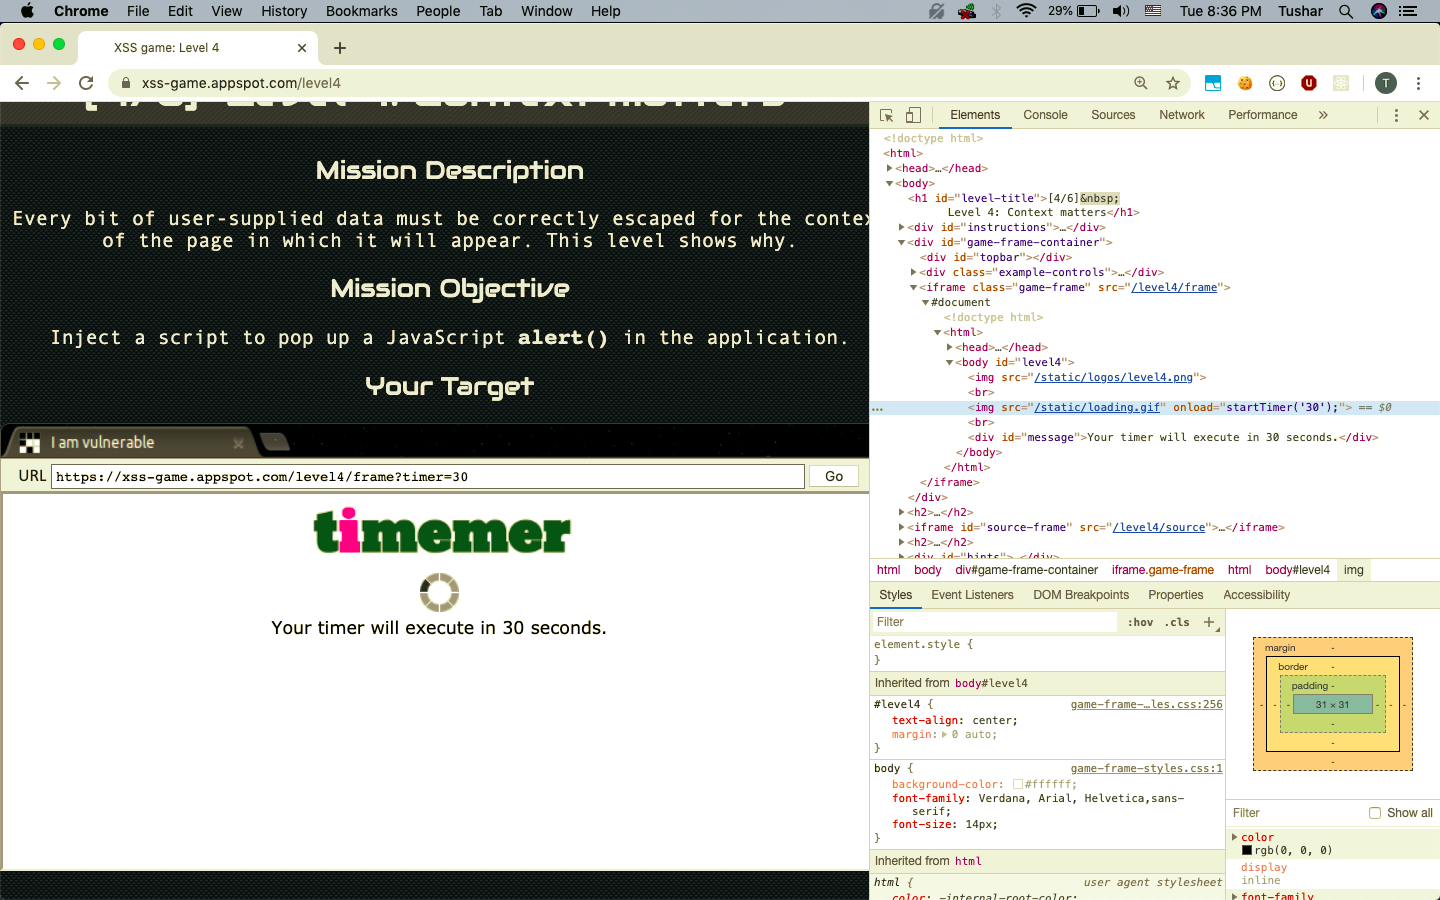 Chrome File Edit View History Bookmarks People Tab Window Help 29% Tue 8:36 PM Tushar
XSS game: Level 4
xss-game.appspot.com/level4
T
[4/6] Level 4: Context matters
Mission Description
Every bit of user-supplied data must be correctly escaped for the contex
of the page in which it will appear. This level shows why.
Mission Objective
Inject a script to pop up a JavaScript alert() in the application.
Your Target
I am vulnerable
URL https://xss-game.appspot.com/level4/frame?timer=30 Go
timemer
Your timer will execute in 30 seconds.
Elements Console Sources Network Performance »
<!doctype html>
<html>
<head>…</head>
<body>
<h1 id="level-title">[4/6]&nbsp;
Level 4: Context matters</h1>
<div id="instructions">…</div>
<div id="game-frame-container">
<div id="topbar"></div>
<div class="example-controls">…</div>
<iframe class="game-frame" src="/level4/frame">
#document
<!doctype html>
<html>
<head>…</head>
<body id="level4">
<img src="/static/logos/level4.png">
<br>
… <img src="/static/loading.gif" onload="startTimer('30');"> == $0
<br>
<div id="message">Your timer will execute in 30 seconds.</div>
</body>
</html>
</iframe>
</div>
<h2>…</h2>
<iframe id="source-frame" src="/level4/source">…</iframe>
<h2>…</h2>
<div id="hints">…</div>
html body div#game-frame-container iframe.game-frame html body#level4 img
Styles Event Listeners DOM Breakpoints Properties Accessibility
Filter :hov .cls +
element.style {
}
Inherited from body#level4
#level4 { game-frame-…les.css:256
text-align: center;
margin: 0 auto;
}
body { game-frame-styles.css:1
background-color: #ffffff;
font-family: Verdana, Arial, Helvetica,sans-
serif;
font-size: 14px;
}
Inherited from html
html { user agent stylesheet
color: -internal-root-color;
margin -
border -
padding -
- - - 31 × 31 - - -
-
-
-
Filter Show all
color
rgb(0, 0, 0)
display
inline
font-family